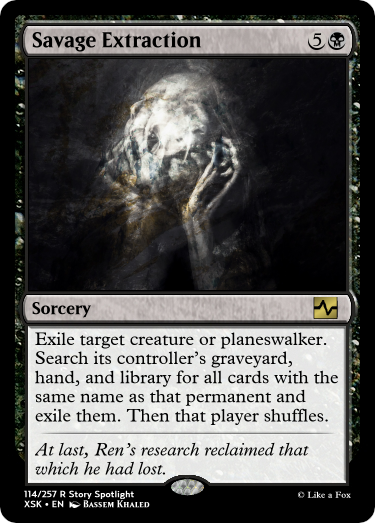 Savage Extraction 5
Sorcery
Exile target creature or planeswalker.
Search its controller's graveyard,
hand, and library for all cards with the
same name as that permanent and
exile them. Then that player shuffles.
At last, Ren's research reclaimed that
which he had lost.
114/257 R Story Spotlight
XSK • EN Bassem Khaled
© Like a Fox